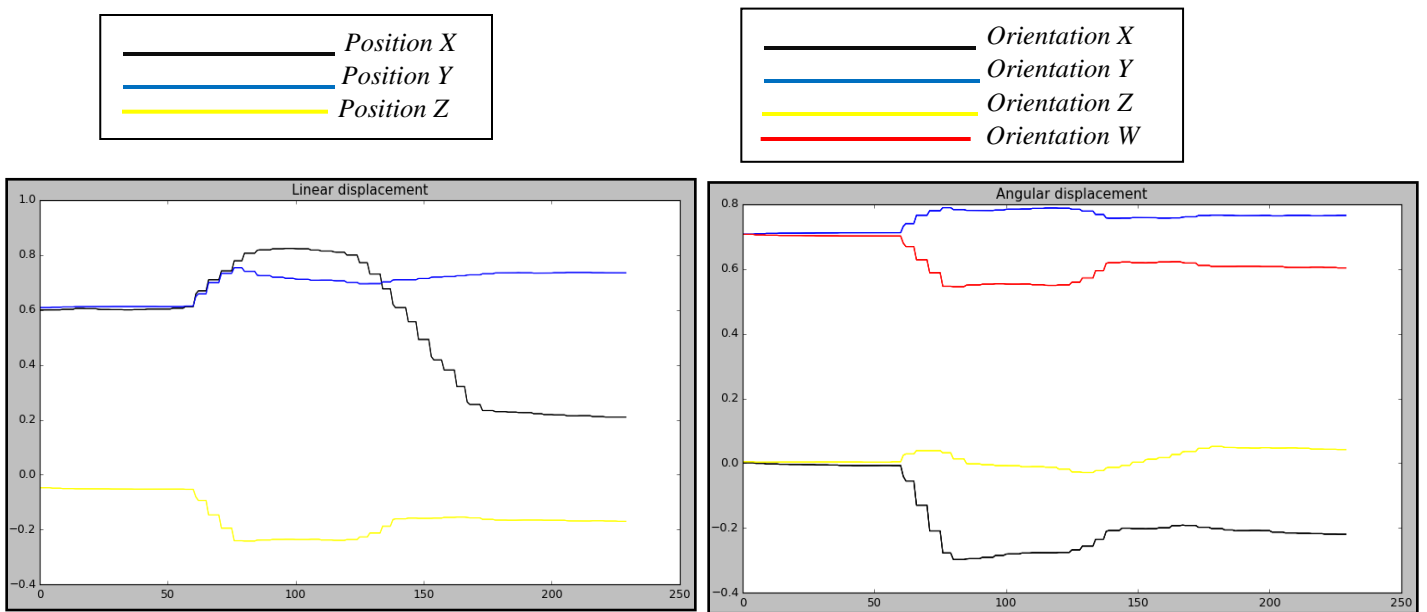 Position X
Position Y
Position Z
Orientation X
Orientation Y
Orientation Z
Orientation W
Linear displacement
1.0
0.8
0.6
0.4
0.2
0.0
−0.2
−0.4
0 50 100 150 200 250
Angular displacement
0.8
0.6
0.4
0.2
0.0
−0.2
−0.4
0 50 100 150 200 250